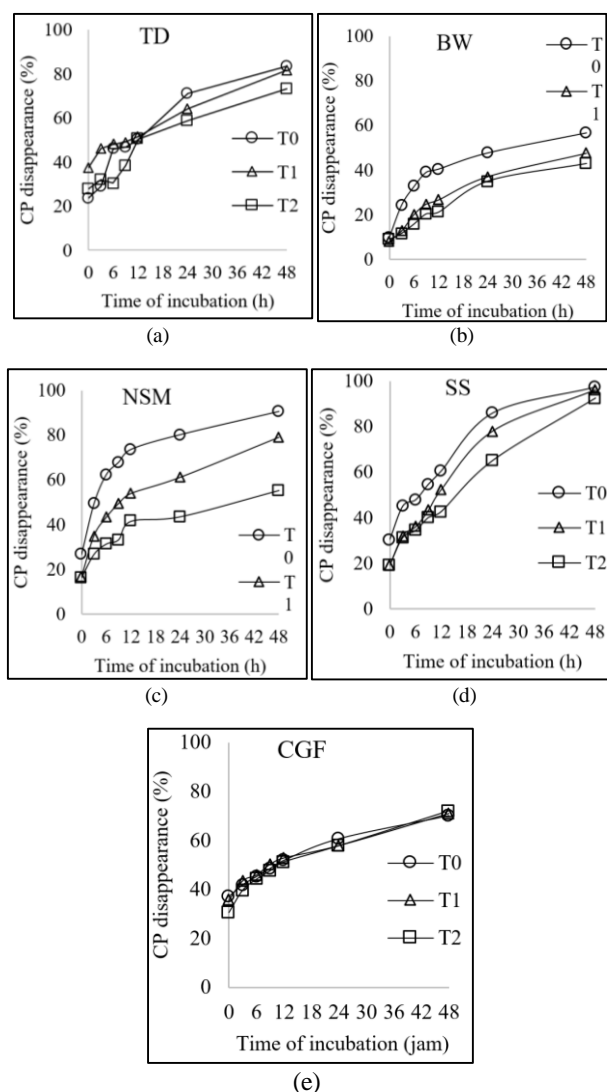 TD
CP disappearance (%)
100
80
60
40
20
0
T0
T1
T2
0 6 12 18 24 30 36 42 48
Time of incubation (h)
(a)
BW
CP disappearance (%)
100
80
60
40
20
0
T
0
T
1
0 6 12 18 24 30 36 42 48
Time of incubation (h)
(b)
NSM
CP disappearance (%)
100
80
60
40
20
0
T
0
T
1
0 6 12 18 24 30 36 42 48
Time of incubation (h)
(c)
SS
CP disappearance (%)
100
80
60
40
20
0
T0
T1
T2
0 6 12 18 24 30 36 42 48
Time of incubation (h)
(d)
CGF
CP disappearance (%)
100
80
60
40
20
0
T0
T1
T2
0 6 12 18 24 30 36 42 48
Time of incubation (jam)
(e)